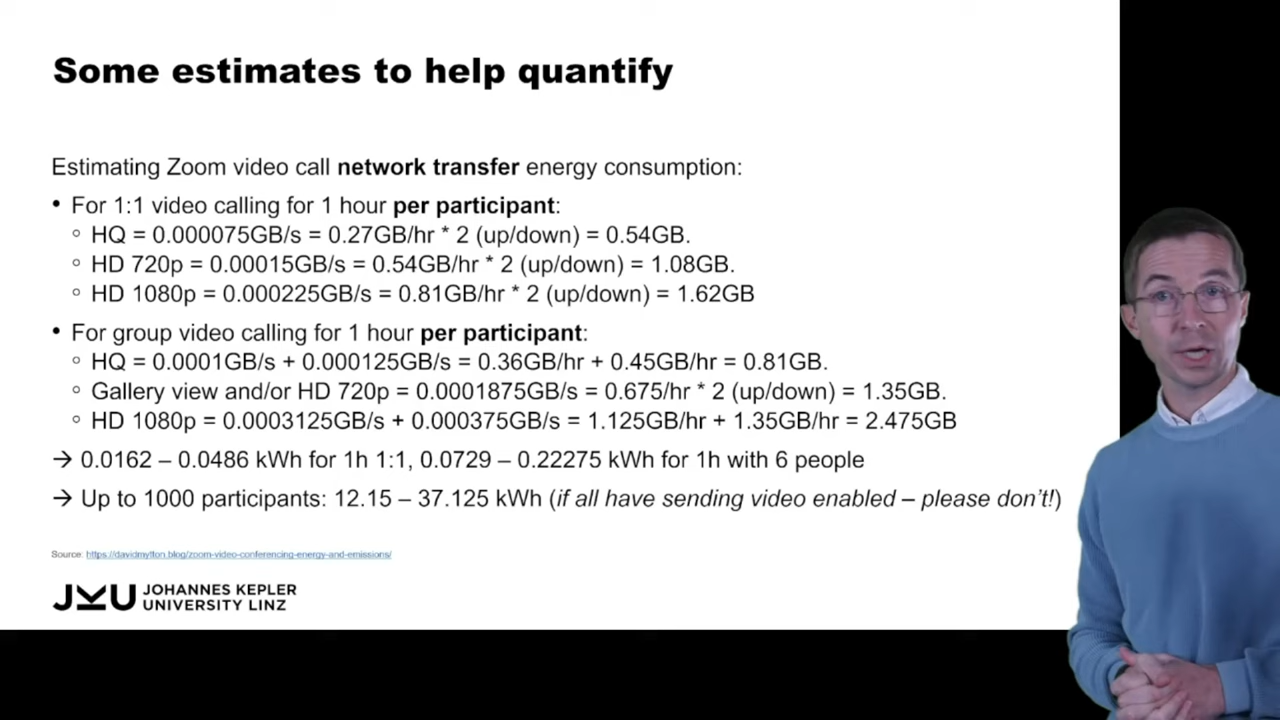 Some estimates to help quantify
Estimating Zoom video call network transfer energy consumption:
• For 1:1 video calling for 1 hour per participant:
◦ HQ = 0.000075GB/s = 0.27GB/hr * 2 (up/down) = 0.54GB.
◦ HD 720p = 0.00015GB/s = 0.54GB/hr * 2 (up/down) = 1.08GB.
◦ HD 1080p = 0.000225GB/s = 0.81GB/hr * 2 (up/down) = 1.62GB
• For group video calling for 1 hour per participant:
◦ HQ = 0.0001GB/s + 0.000125GB/s = 0.36GB/hr + 0.45GB/hr = 0.81GB.
◦ Gallery view and/or HD 720p = 0.0001875GB/s = 0.675/hr * 2 (up/down) = 1.35GB.
◦ HD 1080p = 0.0003125GB/s + 0.000375GB/s = 1.125GB/hr + 1.35GB/hr = 2.475GB
→ 0.0162 – 0.0486 kWh for 1h 1:1, 0.0729 – 0.22275 kWh for 1h with 6 people
→ Up to 1000 participants: 12.15 – 37.125 kWh (if all have sending video enabled – please don't!)
Source: https://davidmytton.blog/zoom-video-conferencing-energy-and-emissions/
JKU JOHANNES KEPLER
UNIVERSITY LINZ